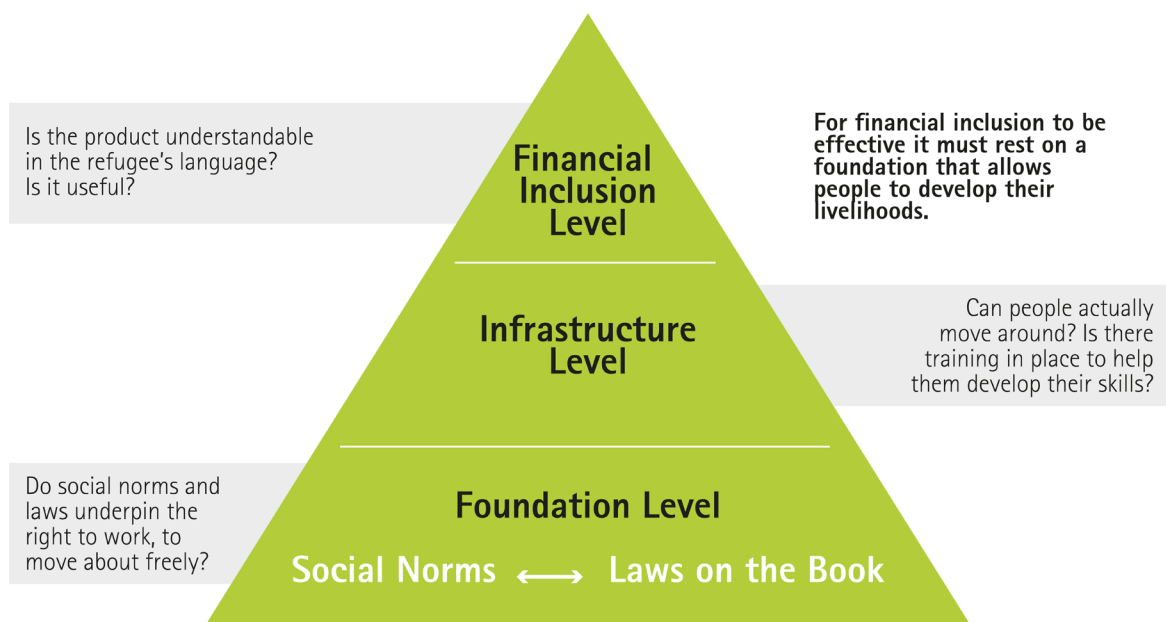 Is the product understandable
in the refugee's language?
Is it useful?
Financial
Inclusion
Level
For financial inclusion to be
effective it must rest on a
foundation that allows
people to develop their
livelihoods.
Infrastructure
Level
Can people actually
move around? Is there
training in place to help
them develop their skills?
Do social norms and
laws underpin the
right to work, to
move about freely?
Foundation Level
Social Norms ⟷ Laws on the Book